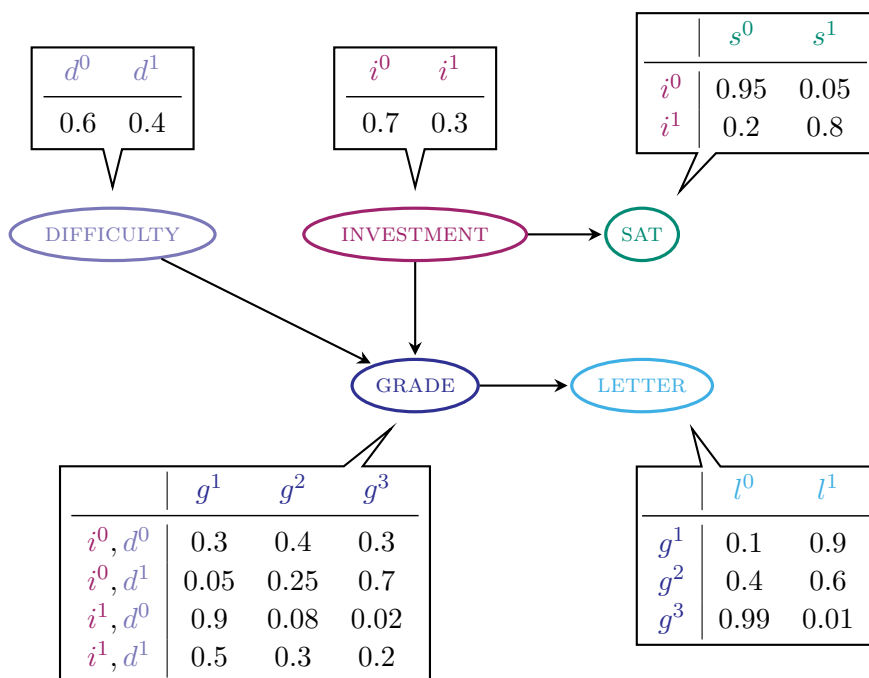 d⁰ d¹
0.6 0.4
i⁰ i¹
0.7 0.3
s⁰ s¹
i⁰ 0.95 0.05
i¹ 0.2 0.8
DIFFICULTY
INVESTMENT
SAT
GRADE
LETTER
g¹ g² g³
i⁰, d⁰ 0.3 0.4 0.3
i⁰, d¹ 0.05 0.25 0.7
i¹, d⁰ 0.9 0.08 0.02
i¹, d¹ 0.5 0.3 0.2
l⁰ l¹
g¹ 0.1 0.9
g² 0.4 0.6
g³ 0.99 0.01